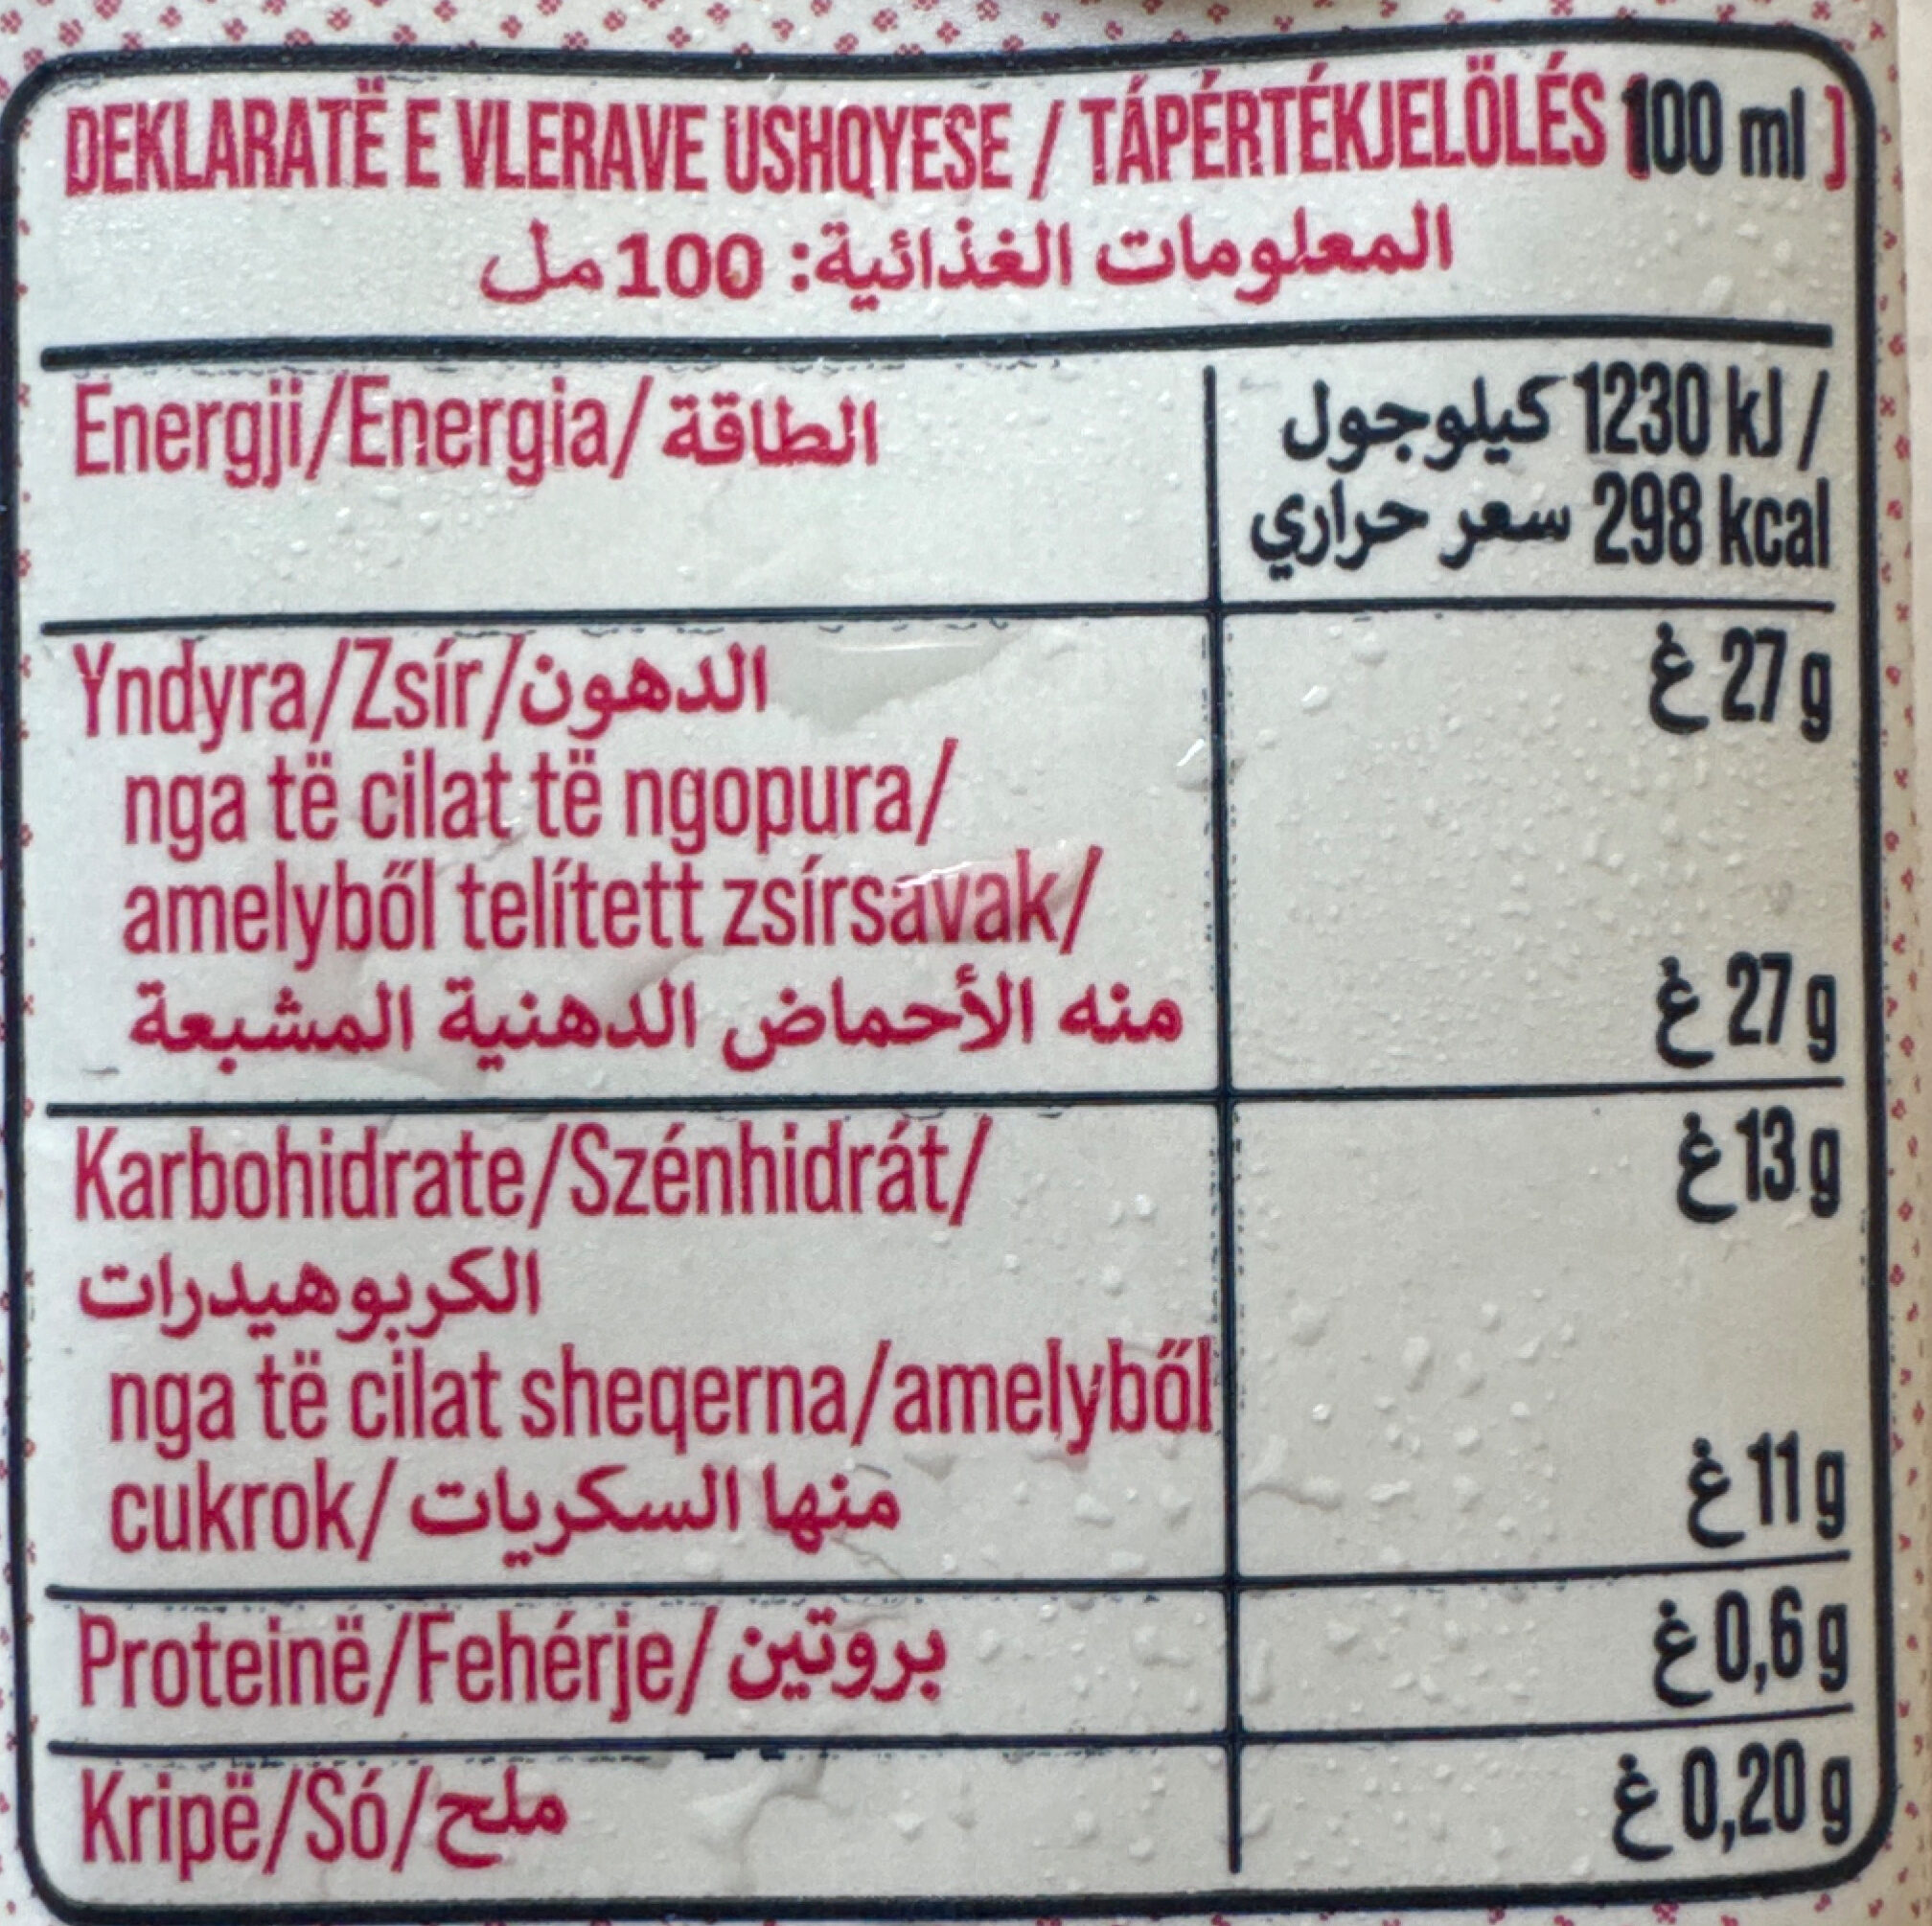 DEKLARATË E VLERAVE USHQYESE / TÁPÉRTÉKJELÖLÉS (100 ml)
المعلومات الغذائية: 100 مل
Energji/Energia/ الطاقة
1230 kJ / كيلوجول
298 kcal سعر حراري
Yndyra/Zsír/الدهون
27 g غ
nga të cilat të ngopura/
amelyből telített zsírsavak/
منه الأحماض الدهنية المشبعة
27 g غ
Karbohidrate/Szénhidrát/
13 g غ
الكربوهيدرات
nga të cilat sheqerna/amelyből
cukrok/ منها السكريات
11 g غ
Proteinë/Fehérje/ بروتين
0,6 g غ
Kripë/Só/ملح
0,20 g غ